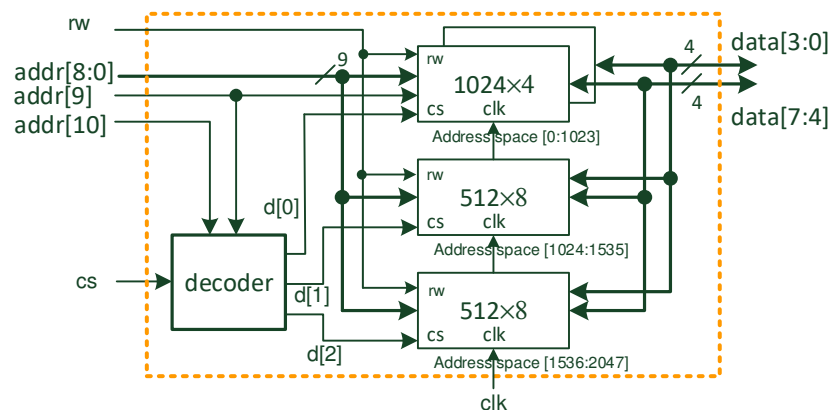 rw
addr[8:0]
addr[9]
addr[10]
9
rw
1024×4
cs clk
Address space [0:1023]
4
data[3:0]
4
data[7:4]
rw
512×8
cs clk
Address space [1024:1535]
d[0]
cs
decoder
d[1]
d[2]
rw
512×8
cs clk
Address space [1536:2047]
clk